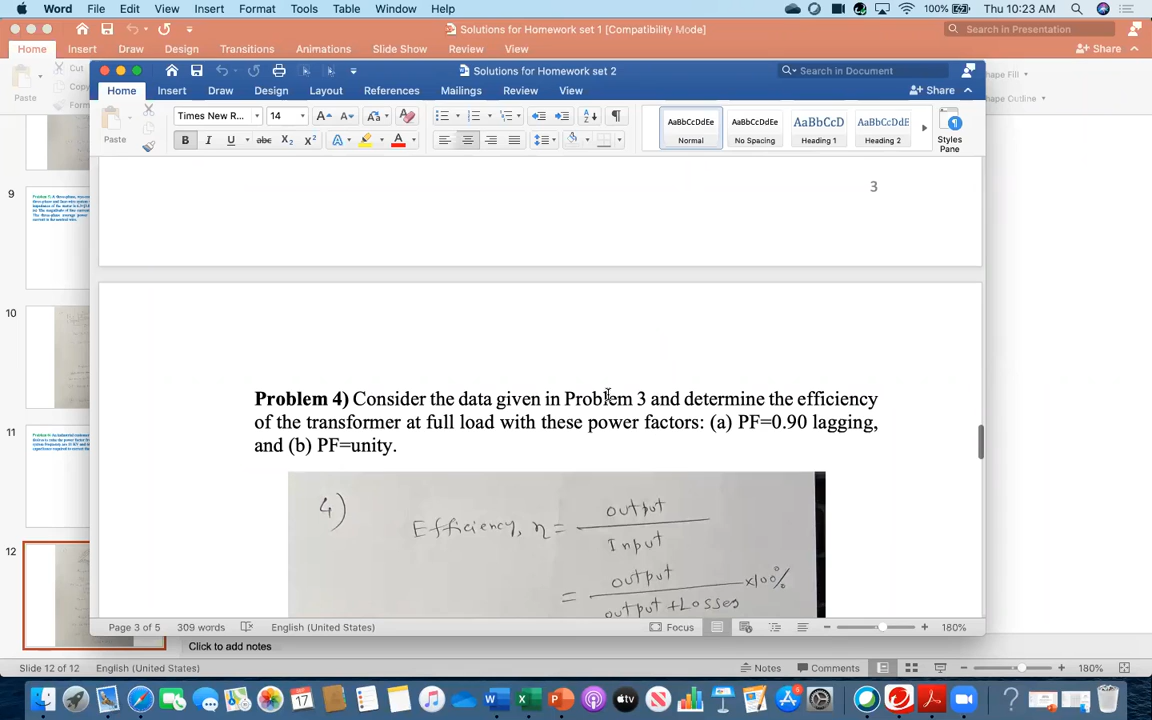 Word File Edit View Insert Format Tools Table Window Help 100% Thu 10:23 AM
Solutions for Homework set 1 [Compatibility Mode] Search in Presentation
Home Insert Draw Design Transitions Animations Slide Show Review View Share
Solutions for Homework set 2 Search in Document
Home Insert Draw Design Layout References Mailings Review View Share
Paste Cut Shape Fill
Times New R... 14 AaBbCcDdEe AaBbCcDdEe AaBbCcD AaBbCcDdEe
Shape Outline
Paste Normal No Spacing Heading 1 Heading 2 Styles Pane
3
9
10
11
12
Problem 4) Consider the data given in Problem 3 and determine the efficiency
of the transformer at full load with these power factors: (a) PF=0.90 lagging,
and (b) PF=unity.
4)
Efficiency, η = output
Input
= output ×100%
output + Losses
Page 3 of 5 309 words English (United States) Focus 180%
Click to add notes
Slide 12 of 12 English (United States) Notes Comments 180%